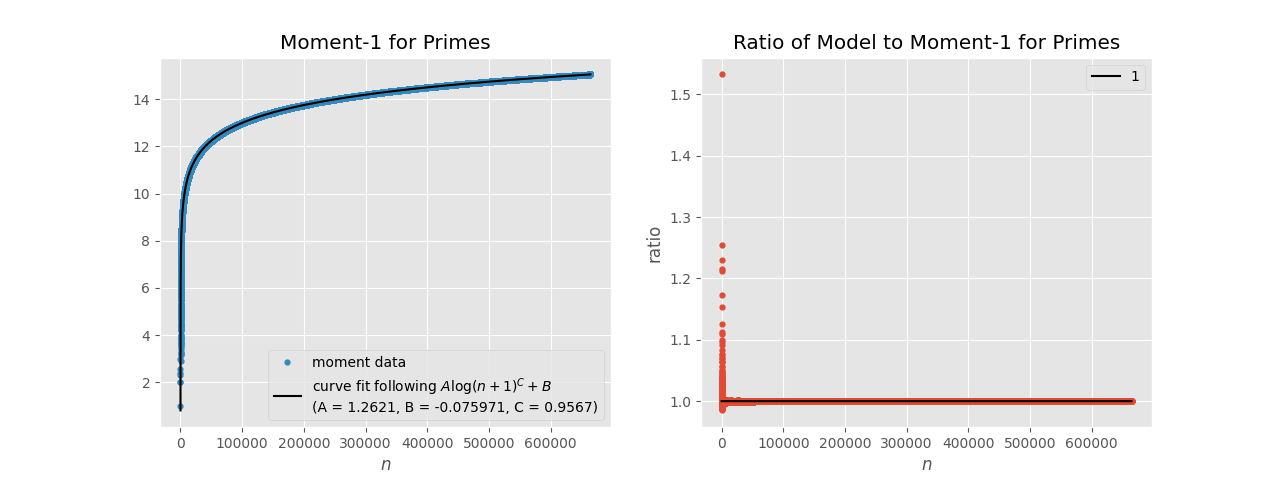 Moment-1 for Primes
14
12
10
8
6
4
2
moment data
curve fit following $A\log(n+1)^C+B$
(A = 1.2621, B = -0.075971, C = 0.9567)
0 100000 200000 300000 400000 500000 600000
n
Ratio of Model to Moment-1 for Primes
1
ratio
1.5
1.4
1.3
1.2
1.1
1.0
0 100000 200000 300000 400000 500000 600000
n